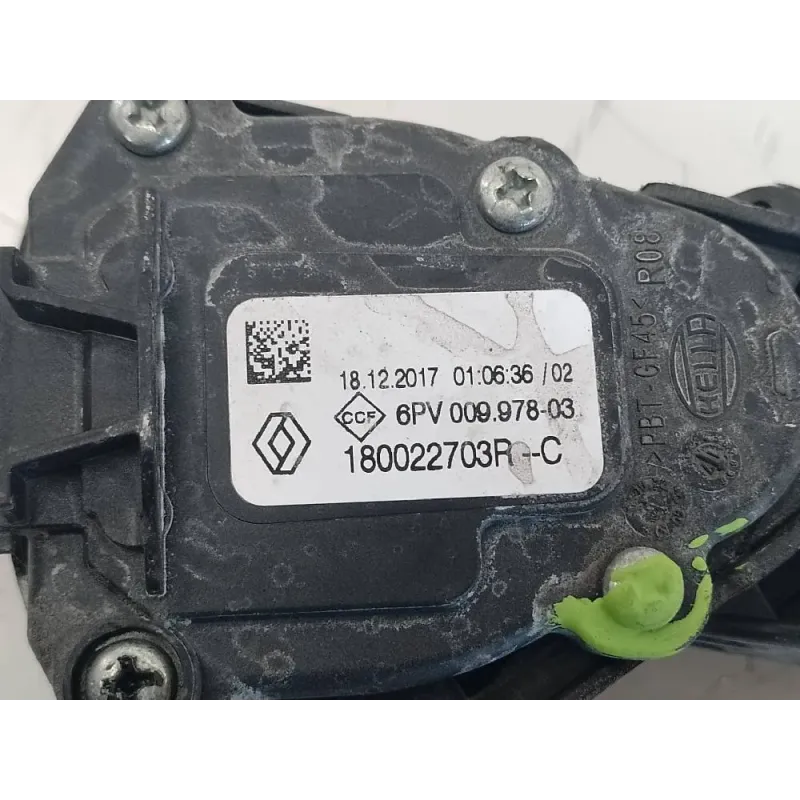 18.12.2017 01:06:36 /02
CCF 6PV 009.978-03
180022703R--C
>PBT-GF45< R08
HELLA